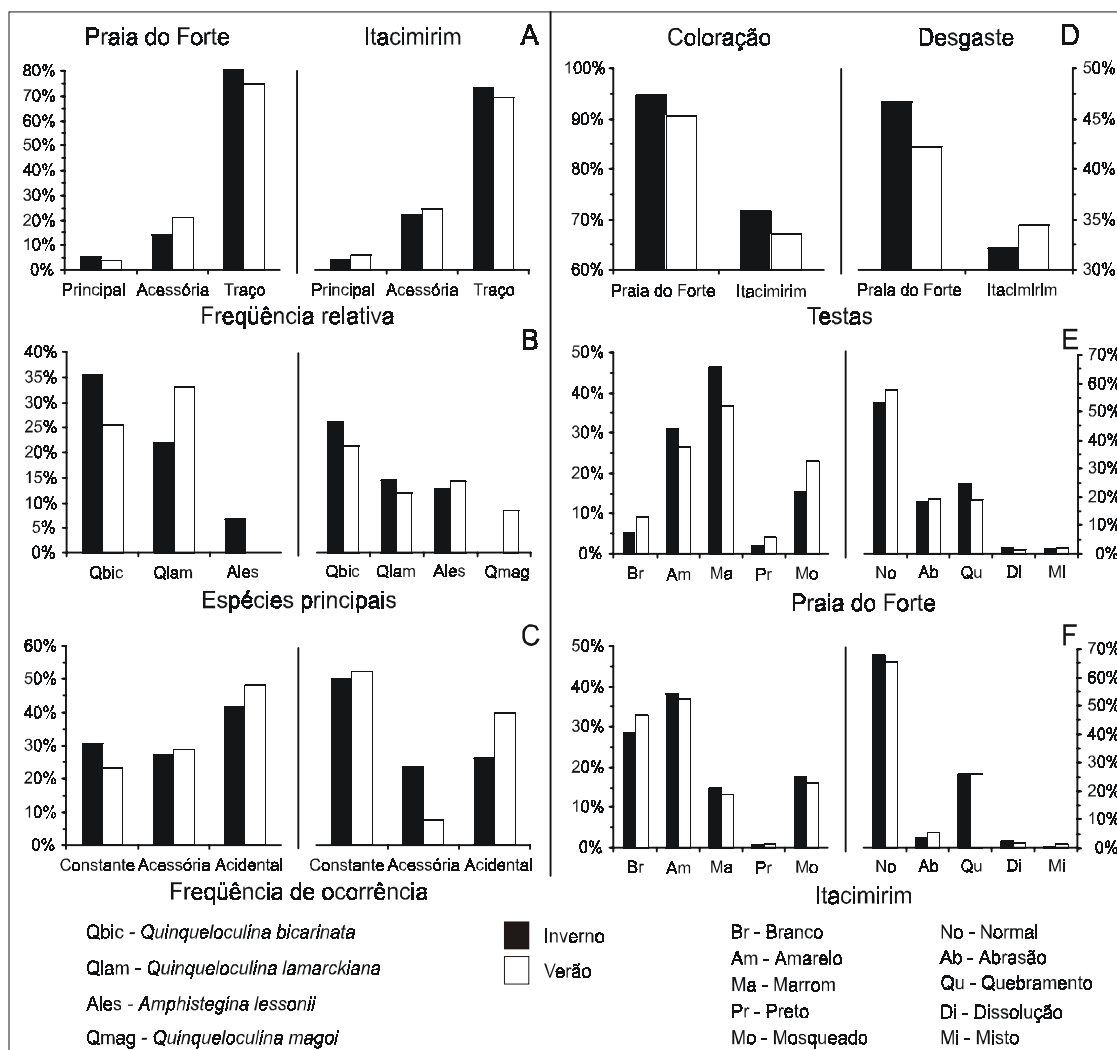 Praia do Forte Itacimirim A
80%
70%
60%
50%
40%
30%
20%
10%
0%
Principal Acessória Traço Principal Acessória Traço
Freqüência relativa
B
40%
35%
30%
25%
20%
15%
10%
5%
0%
Qbic Qlam Ales Qbic Qlam Ales Qmag
Espécies principais
C
60%
50%
40%
30%
20%
10%
0%
Constante Acessória Acidental Constante Acessória Acidental
Freqüência de ocorrência
Qbic - Quinqueloculina bicarinata
Qlam - Quinqueloculina lamarckiana
Ales - Amphistegina lessonii
Qmag - Quinqueloculina magoi
Inverno
Verão
Coloração Desgaste D
100%
90%
80%
70%
60%
50%
45%
40%
35%
30%
Praia do Forte Itacimirim Praia do Forte Itacimirim
Testas
E
50%
40%
30%
20%
10%
0%
70%
60%
50%
40%
30%
20%
10%
0%
Br Am Ma Pr Mo No Ab Qu Di Mi
Praia do Forte
F
50%
40%
30%
20%
10%
0%
70%
60%
50%
40%
30%
20%
10%
0%
Br Am Ma Pr Mo No Ab Qu Di Mi
Itacimirim
Br - Branco
Am - Amarelo
Ma - Marrom
Pr - Preto
Mo - Mosqueado
No - Normal
Ab - Abrasão
Qu - Quebramento
Di - Dissolução
Mi - Misto